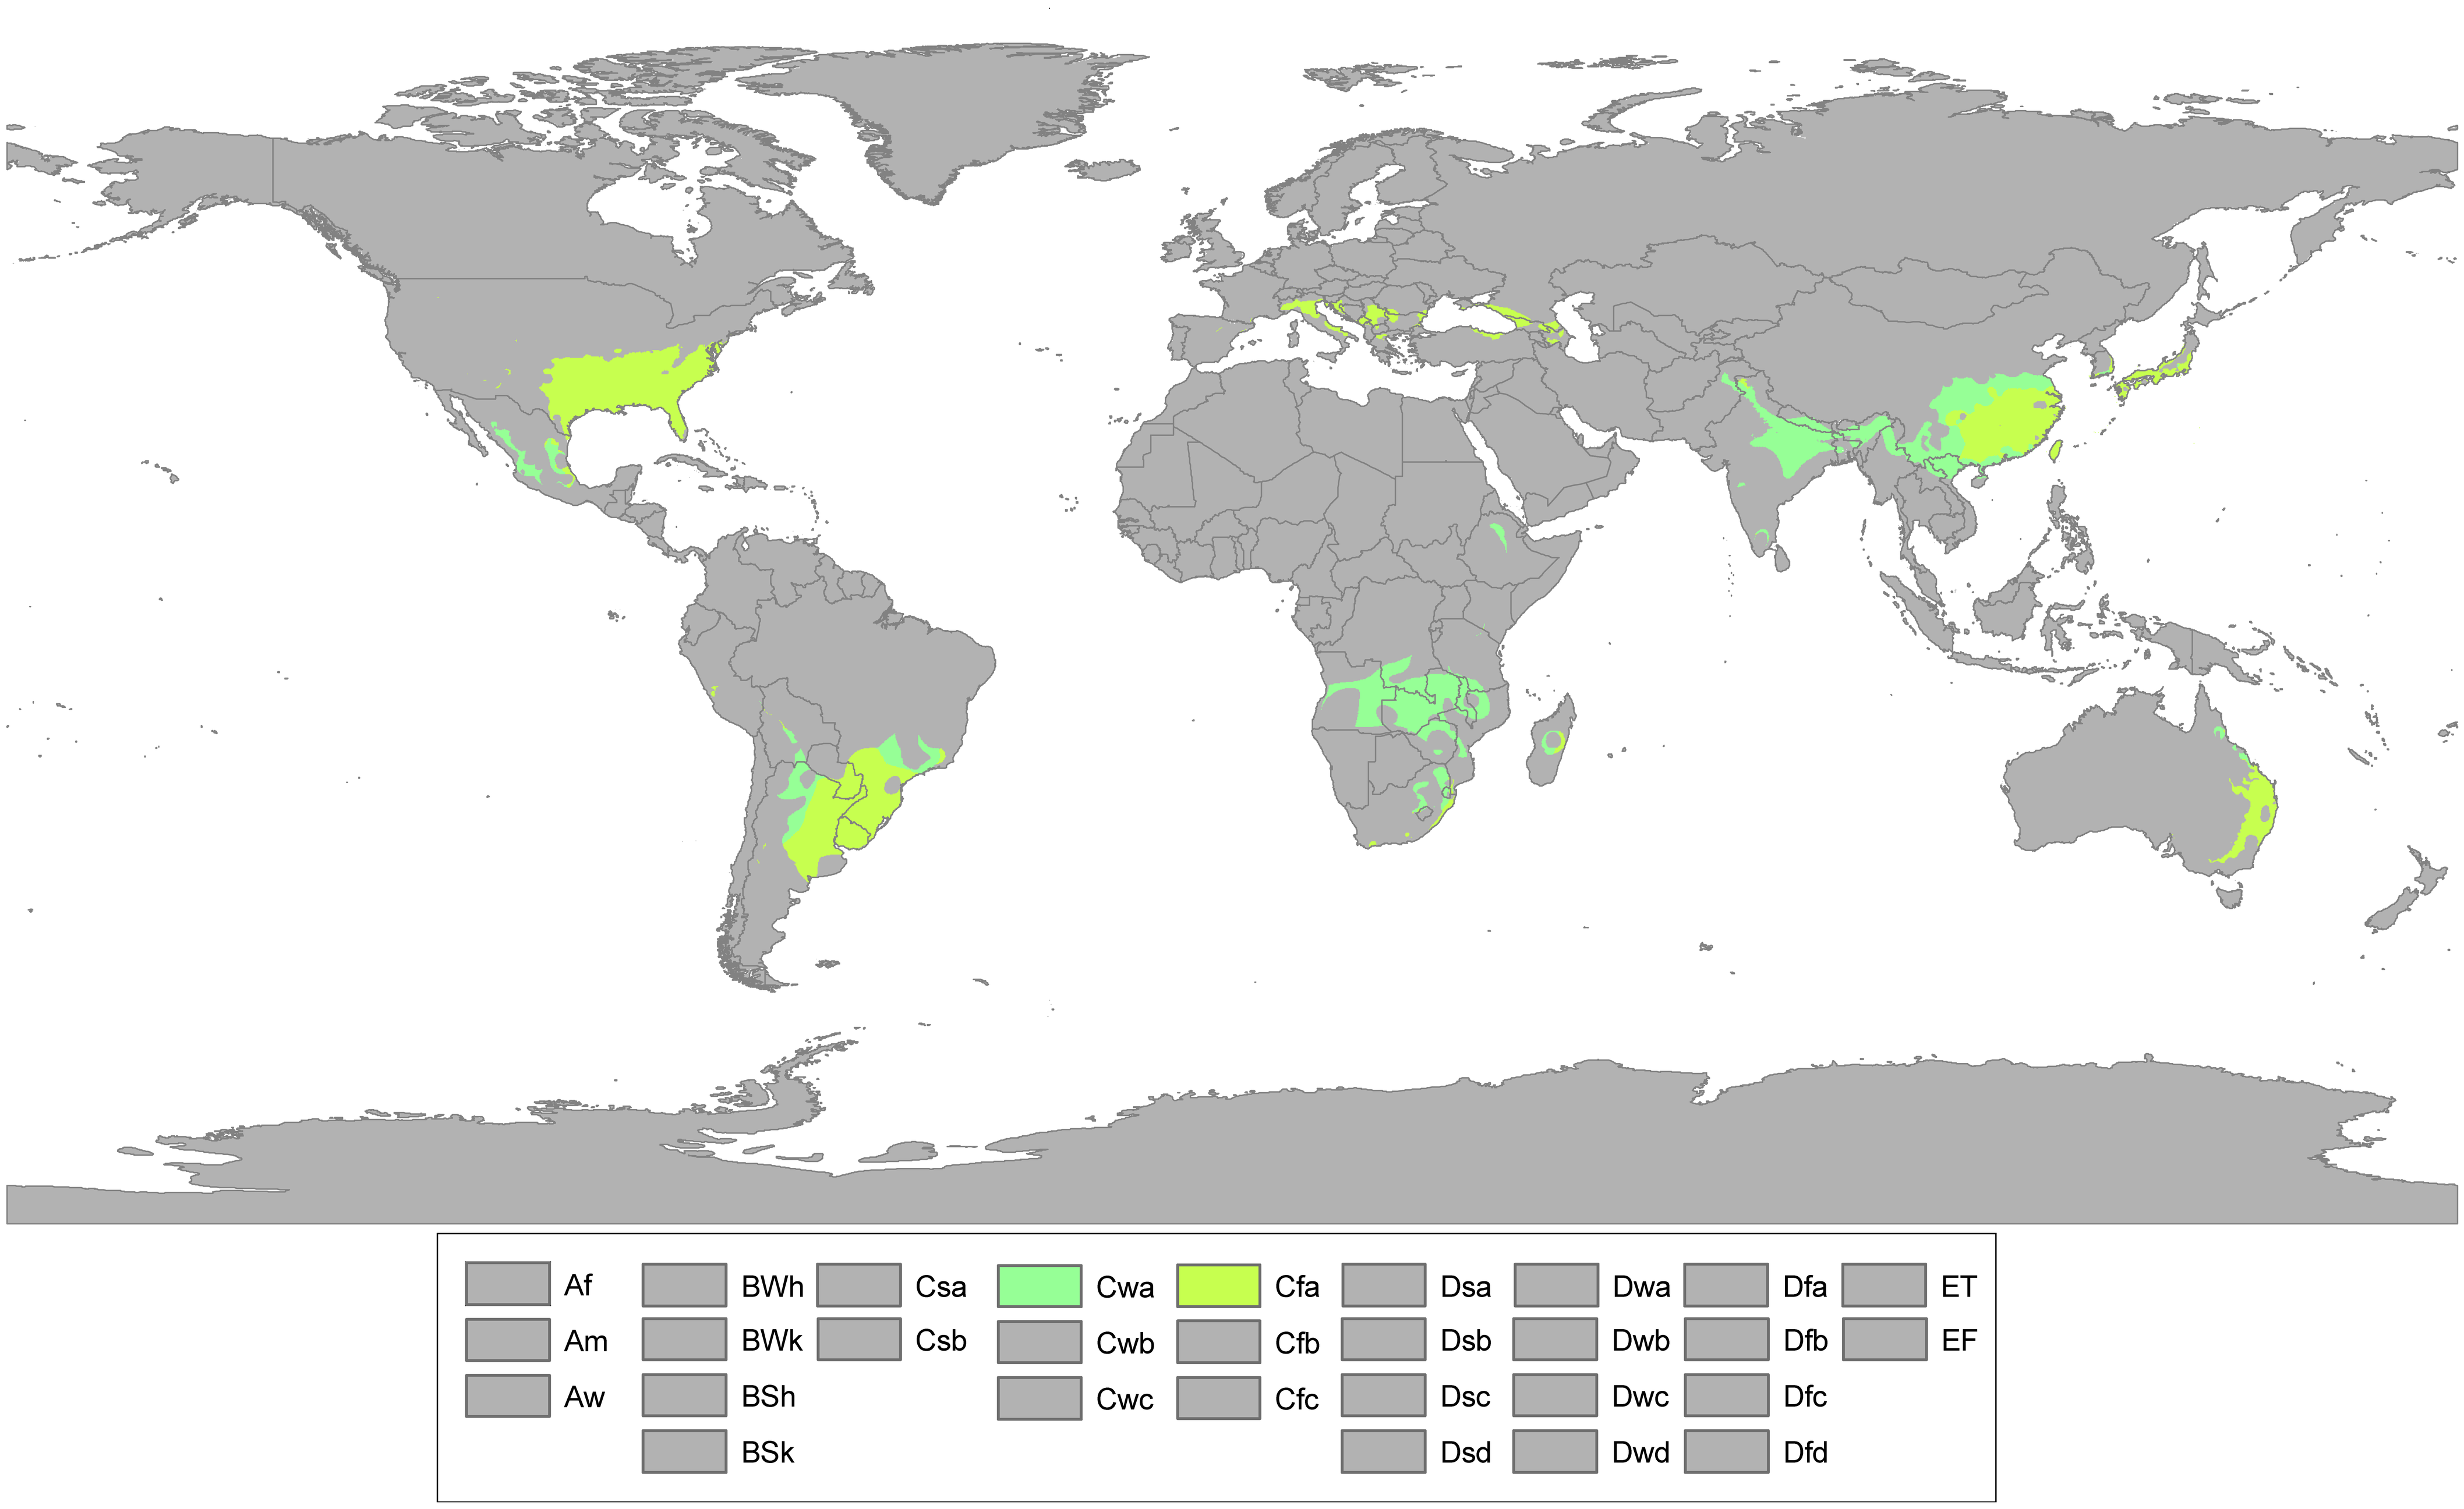 Af BWh Csa Cwa Cfa Dsa Dwa Dfa ET
Am BWk Csb Cwb Cfb Dsb Dwb Dfb EF
Aw BSh Cwc Cfc Dsc Dwc Dfc
BSk Dsd Dwd Dfd